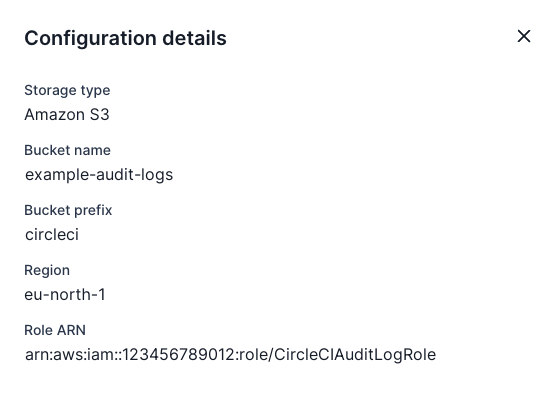 Configuration details
Storage type
Amazon S3
Bucket name
example-audit-logs
Bucket prefix
circleci
Region
eu-north-1
Role ARN
arn:aws:iam::123456789012:role/CircleCIAuditLogRole